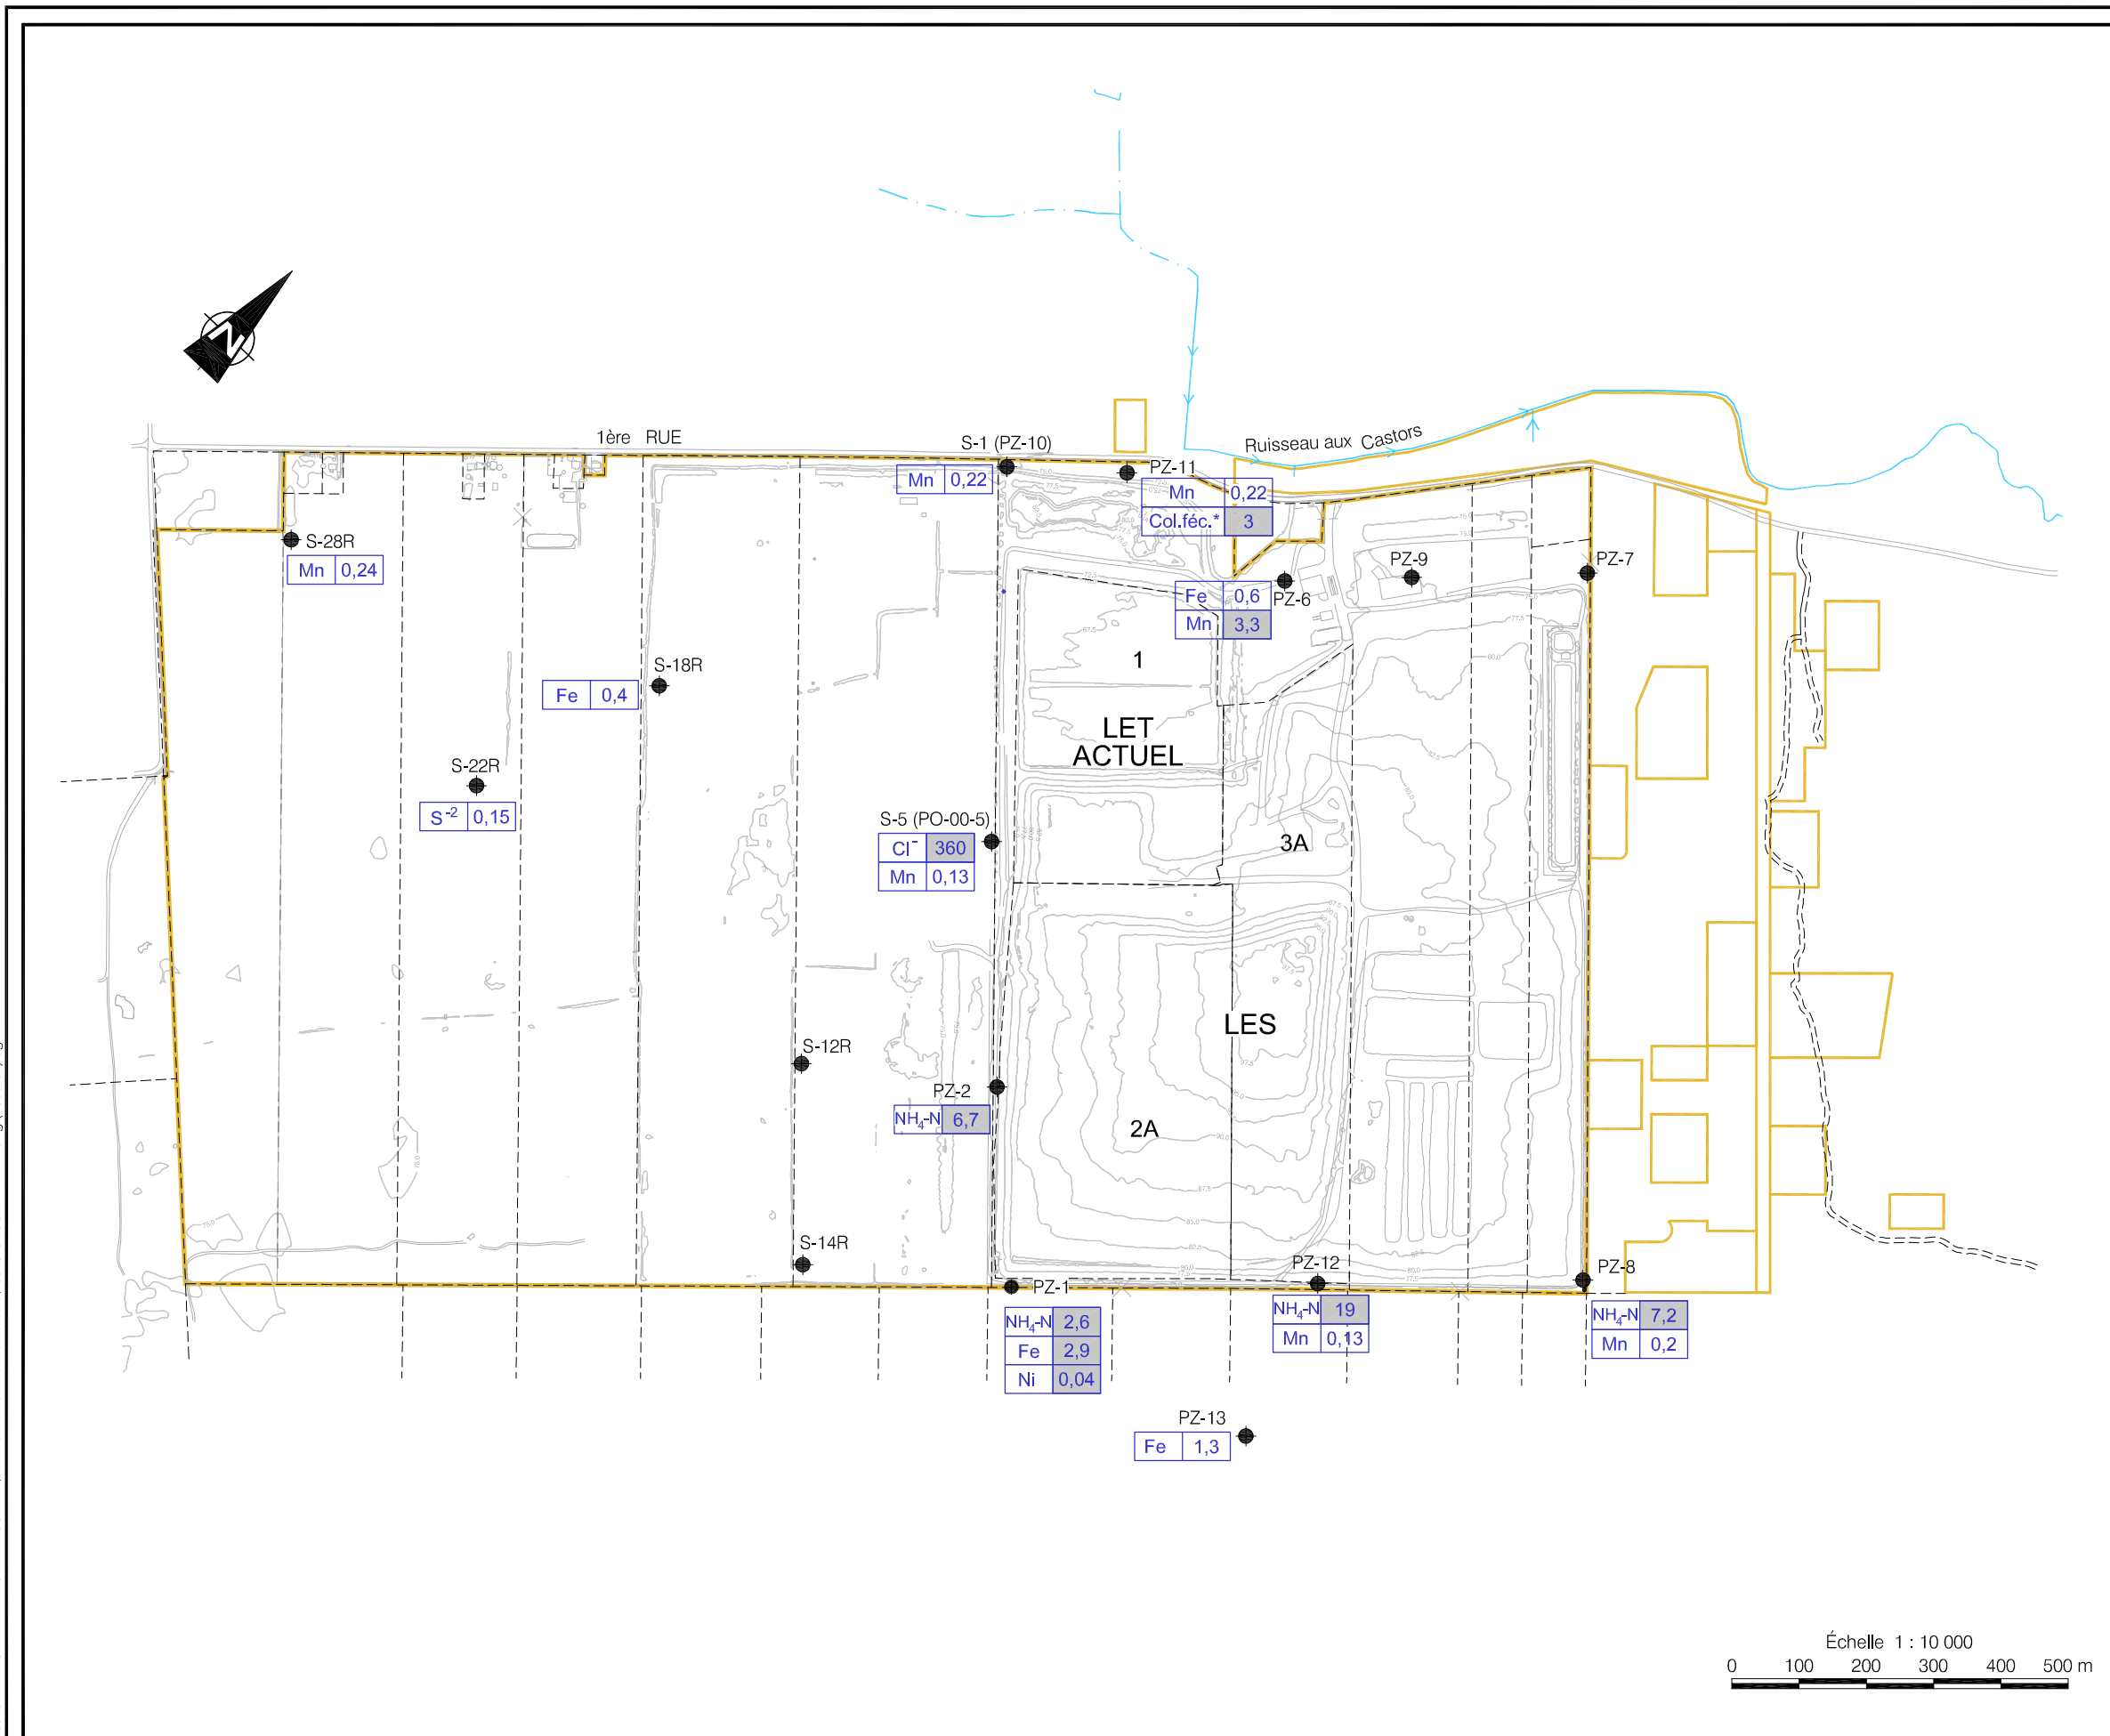 N
1ère RUE
S-1 (PZ-10)
Mn 0,22
PZ-11
Mn 0,22
Col.féc.* 3
Ruisseau aux Castors
S-28R
Mn 0,24
PZ-6
Fe 0,6
Mn 3,3
PZ-9
PZ-7
S-18R
Fe 0,4
1
LET
ACTUEL
S-22R
S⁻² 0,15
S-5 (PO-00-5)
Cl⁻ 360
Mn 0,13
3A
LES
S-12R
PZ-2
NH₄-N 6,7
2A
S-14R
PZ-1
NH₄-N 2,6
Fe 2,9
Ni 0,04
PZ-12
NH₄-N 19
Mn 0,13
PZ-8
NH₄-N 7,2
Mn 0,2
PZ-13
Fe 1,3
Échelle 1 : 10 000
0 100 200 300 400 500 m